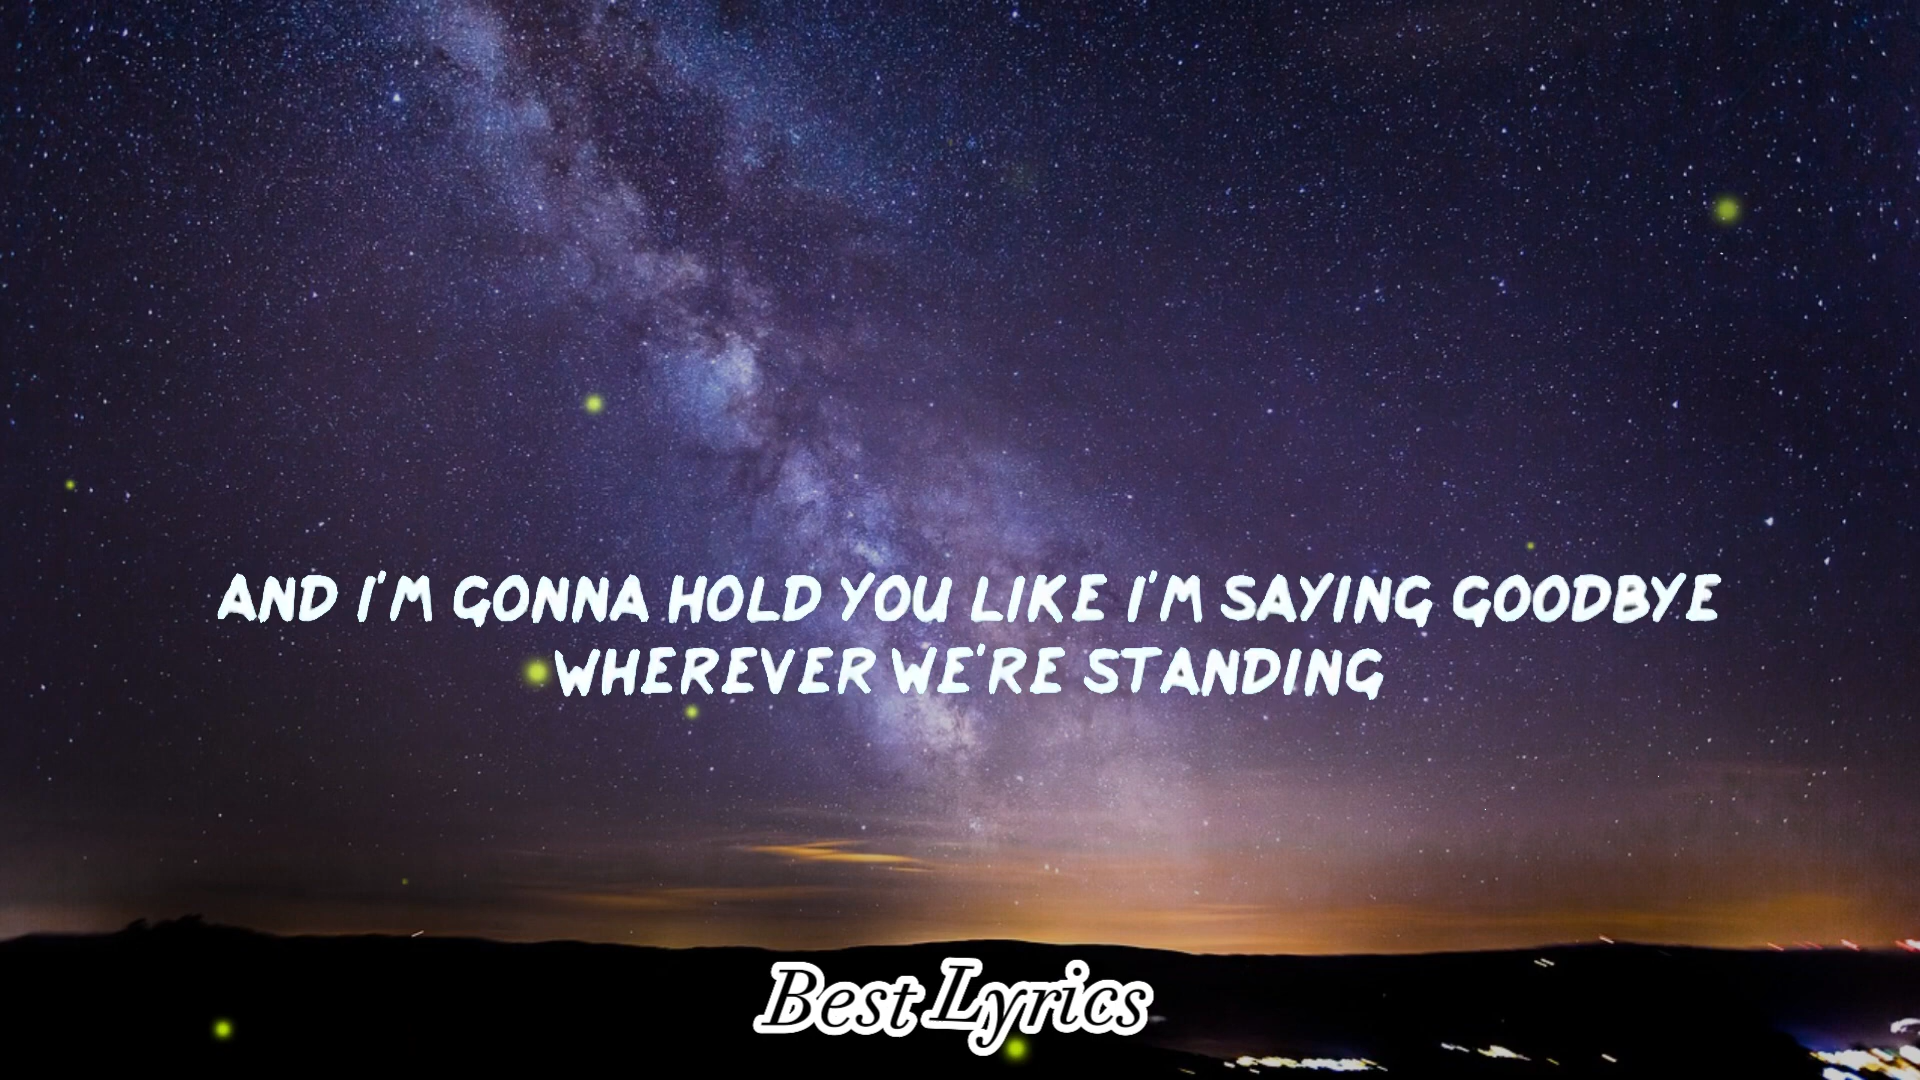 AND I'M GONNA HOLD YOU LIKE I'M SAYING GOODBYE
WHEREVER WE'RE STANDING
Best Lyrics